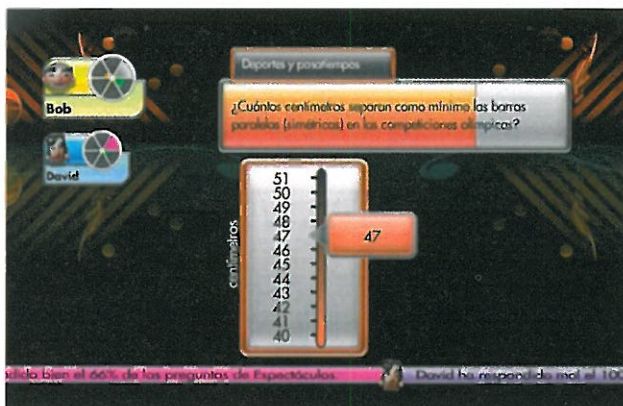 Deportes y pasatiempos
Bob
¿Cuántos centímetros separan como mínimo las barras
paralelas (simétricas) en las competiciones olímpicas?
David
centímetros
51
50
49
48
47
46
45
44
43
42
41
40
47
dido bien el 66% de las preguntas de Espectáculos.
David ha respondido mal el 100